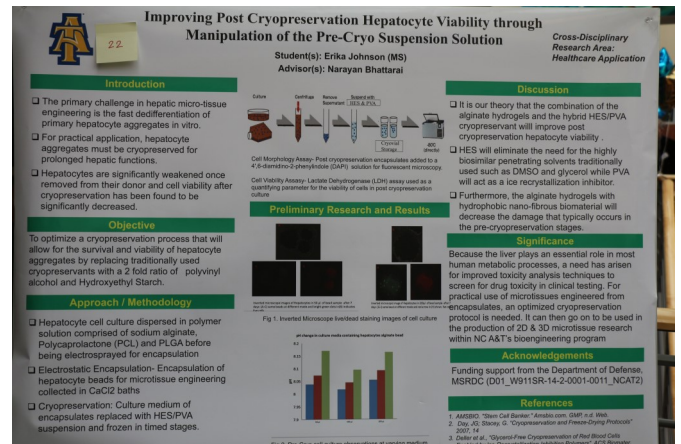 Improving Post Cryopreservation Hepatocyte Viability through
Manipulation of the Pre-Cryo Suspension Solution
Student(s): Erika Johnson (MS)
Advisor(s): Narayan Bhattarai
Cross-Disciplinary
Research Area:
Healthcare Application
22
Introduction
❑ The primary challenge in hepatic micro-tissue
engineering is the fast dedifferentiation of
primary hepatocyte aggregates in vitro.
❑ For practical application, hepatocyte
aggregates must be cryopreserved for
prolonged hepatic functions.
❑ Hepatocytes are significantly weakened once
removed from their donor and cell viability after
cryopreservation has been found to be
significantly decreased.
Objective
To optimize a cryopreservation process that will
allow for the survival and viability of hepatocyte
aggregates by replacing traditionally used
cryopreservants with a 2 fold ratio of polyvinyl
alcohol and Hydroxyethyl Starch.
Approach / Methodology
❑ Hepatocyte cell culture dispersed in polymer
solution comprised of sodium alginate,
Polycaprolactone (PCL) and PLGA before
being electrosprayed for encapsulation
❑ Electrostatic Encapsulation- Encapsulation of
hepatocyte beads for microtissue engineering
collected in CaCl2 baths
❑ Cryopreservation: Culture medium of
encapsulates replaced with HES/PVA
suspension and frozen in timed stages.
Culture
Centrifuge
Remove
Supernatant
Suspend with
HES & PVA
Cryovial
Storage
Cell Morphology Assay- Post cryopreservation encapsulates added to a
4',6-diamidino-2-phenylindole (DAPI) solution for fluorescent microscopy.
Cell Viability Assay- Lactate Dehydrogenase (LDH) assay used as a
quantifying parameter for the viability of cells in post cryopreservation
culture
Preliminary Research and Results
Fig 1. Inverted Microscope live/dead staining images of cell culture
pH change in culture media containing hepatocyte alginate bead
Discussion
❑ It is our theory that the combination of the
alginate hydrogels and the hybrid HES/PVA
cryopreservant will improve post
cryopreservation hepatocyte viability .
❑ HES will eliminate the need for the highly
biosimilar penetrating solvents traditionally
used such as DMSO and glycerol while PVA
will act as a ice recrystallization inhibitor.
❑ Furthermore, the alginate hydrogels with
hydrophobic nano-fibrous biomaterial will
decrease the damage that typically occurs in
the pre-cryopreservation stages.
Significance
Because the liver plays an essential role in most
human metabolic processes, a need has arisen
for improved toxicity analysis techniques to
screen for drug toxicity in clinical testing. For
practical use of microtissues engineered from
encapsulates, an optimized cryopreservation
protocol is needed. It can then go on to be used in
the production of 2D & 3D microtissue research
within NC A&T's bioengineering program
Acknowledgements
Funding support from the Department of Defense,
MSRDC (D01_W911SR-14-2-0001-0011_NCAT2)
References
1. AMSBIO. "Stem Cell Banker." Amsbio.com. GMP, n.d. Web.
2. Day, JG; Stacey, G. "Cryopreservation and Freeze-Drying Protocols"
2007, 14
3. Deller et al., "Glycerol-Free Cryopreservation of Red Blood Cells